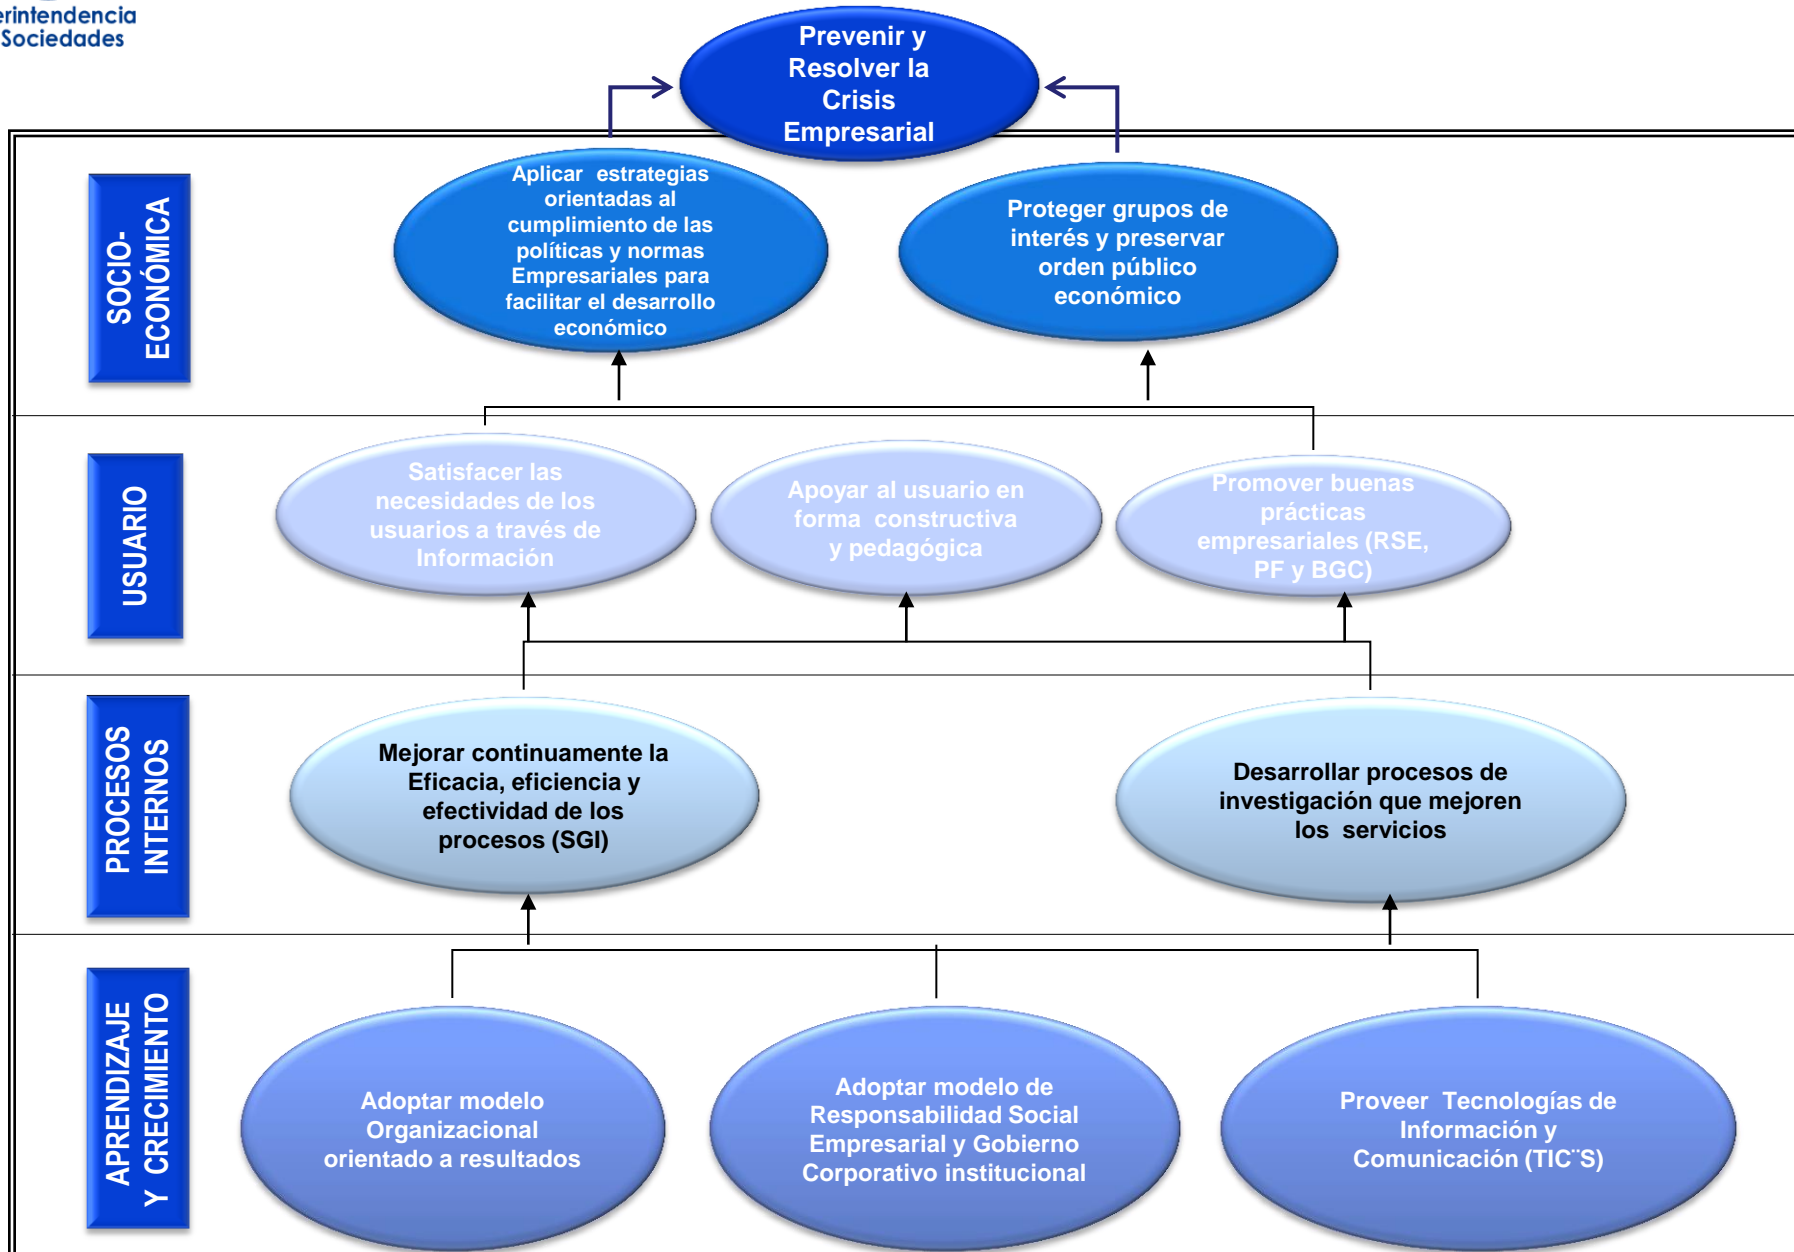 erintendencia
Sociedades
Prevenir y
Resolver la
Crisis
Empresarial
SOCIO-
ECONÓMICA
Aplicar estrategias
orientadas al
cumplimiento de las
políticas y normas
Empresariales para
facilitar el desarrollo
económico
Proteger grupos de
interés y preservar
orden público
económico
USUARIO
Satisfacer las
necesidades de los
usuarios a través de
Información
Apoyar al usuario en
forma constructiva
y pedagógica
Promover buenas
prácticas
empresariales (RSE,
PF y BGC)
PROCESOS
INTERNOS
Mejorar continuamente la
Eficacia, eficiencia y
efectividad de los
procesos (SGI)
Desarrollar procesos de
investigación que mejoren
los servicios
APRENDIZAJE
Y CRECIMIENTO
Adoptar modelo
Organizacional
orientado a resultados
Adoptar modelo de
Responsabilidad Social
Empresarial y Gobierno
Corporativo institucional
Proveer Tecnologías de
Información y
Comunicación (TIC¨S)